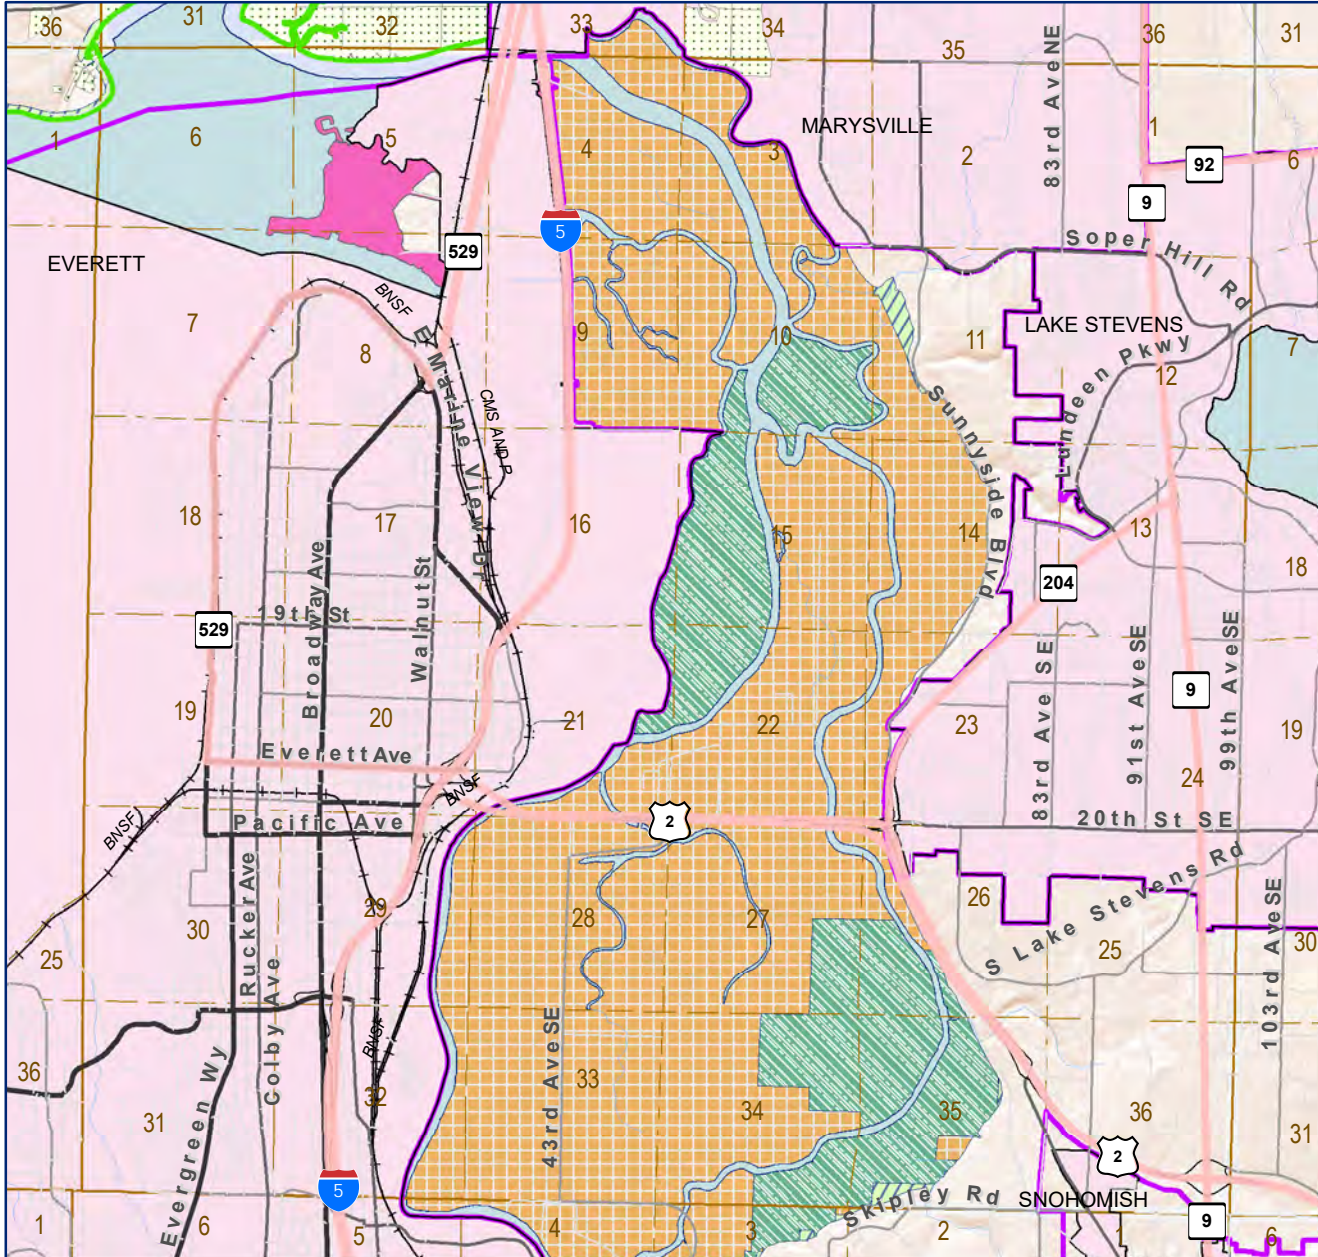 36
31
32
33
34
35
36
31
83rd Ave NE
1
6
5
4
3
MARYSVILLE
2
1
92
6
9
5
529
EVERETT
Soper Hill Rd
BNSF
7
8
9
10
11
LAKE STEVENS
7
Lundeen Pkwy
12
E Marine View Dr
CMS AND P
Sunnyside Blvd
18
17
16
15
14
13
18
Broadway Ave
Walnut St
204
529
19th St
83rd Ave SE
91st Ave SE
99th Ave SE
9
19
20
21
22
23
19
Everett Ave
24
BNSF
BNSF
Pacific Ave
2
20th St SE
Rucker Ave
Colby Ave
30
29
28
27
26
S Lake Stevens Rd
25
103rd Ave SE
30
25
BNSF
43rd Ave SE
36
31
32
33
34
35
36
31
Evergreen Wy
2
5
Skipley Rd
SNOHOMISH
9
1
6
5
4
3
2
1
6